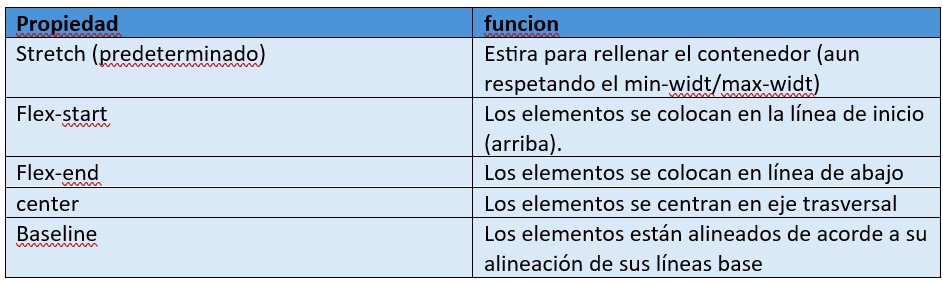 Propiedad funcion
Stretch (predeterminado) Estira para rellenar el contenedor (aun
respetando el min-widt/max-widt)
Flex-start Los elementos se colocan en la línea de inicio
(arriba).
Flex-end Los elementos se colocan en línea de abajo
center Los elementos se centran en eje trasversal
Baseline Los elementos están alineados de acorde a su
alineación de sus líneas base